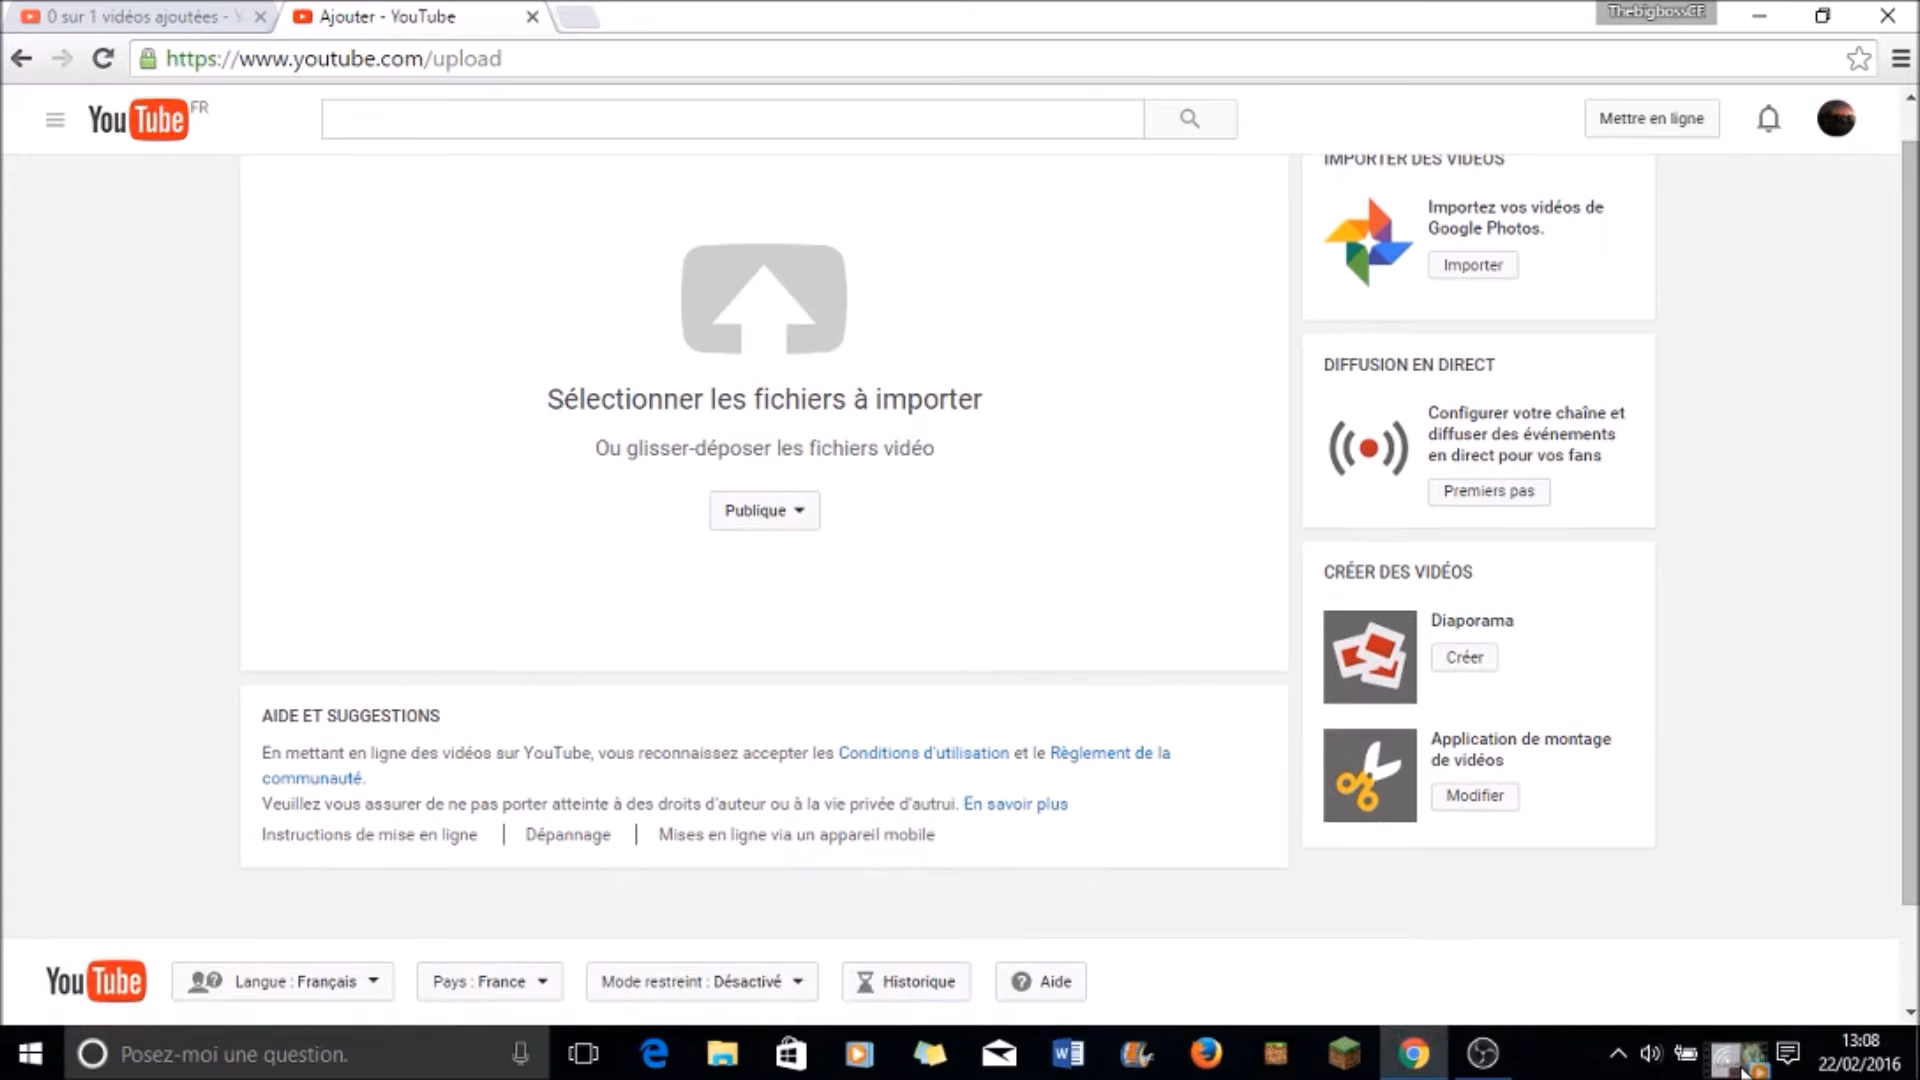 0 sur 1 vidéos ajoutées - Y
Ajouter - YouTube
ThebigbossCE
https://www.youtube.com/upload
YouTube FR
Mettre en ligne
IMPORTER DES VIDÉOS
Importez vos vidéos de
Google Photos.
Importer
Sélectionner les fichiers à importer
Ou glisser-déposer les fichiers vidéo
Publique
DIFFUSION EN DIRECT
Configurer votre chaîne et
diffuser des événements
en direct pour vos fans
Premiers pas
CRÉER DES VIDÉOS
Diaporama
Créer
Application de montage
de vidéos
Modifier
AIDE ET SUGGESTIONS
En mettant en ligne des vidéos sur YouTube, vous reconnaissez accepter les Conditions d'utilisation et le Règlement de la
communauté.
Veuillez vous assurer de ne pas porter atteinte à des droits d'auteur ou à la vie privée d'autrui. En savoir plus
Instructions de mise en ligne | Dépannage | Mises en ligne via un appareil mobile
YouTube
Langue : Français
Pays : France
Mode restreint : Désactivé
Historique
Aide
Posez-moi une question.
13:08
22/02/2016